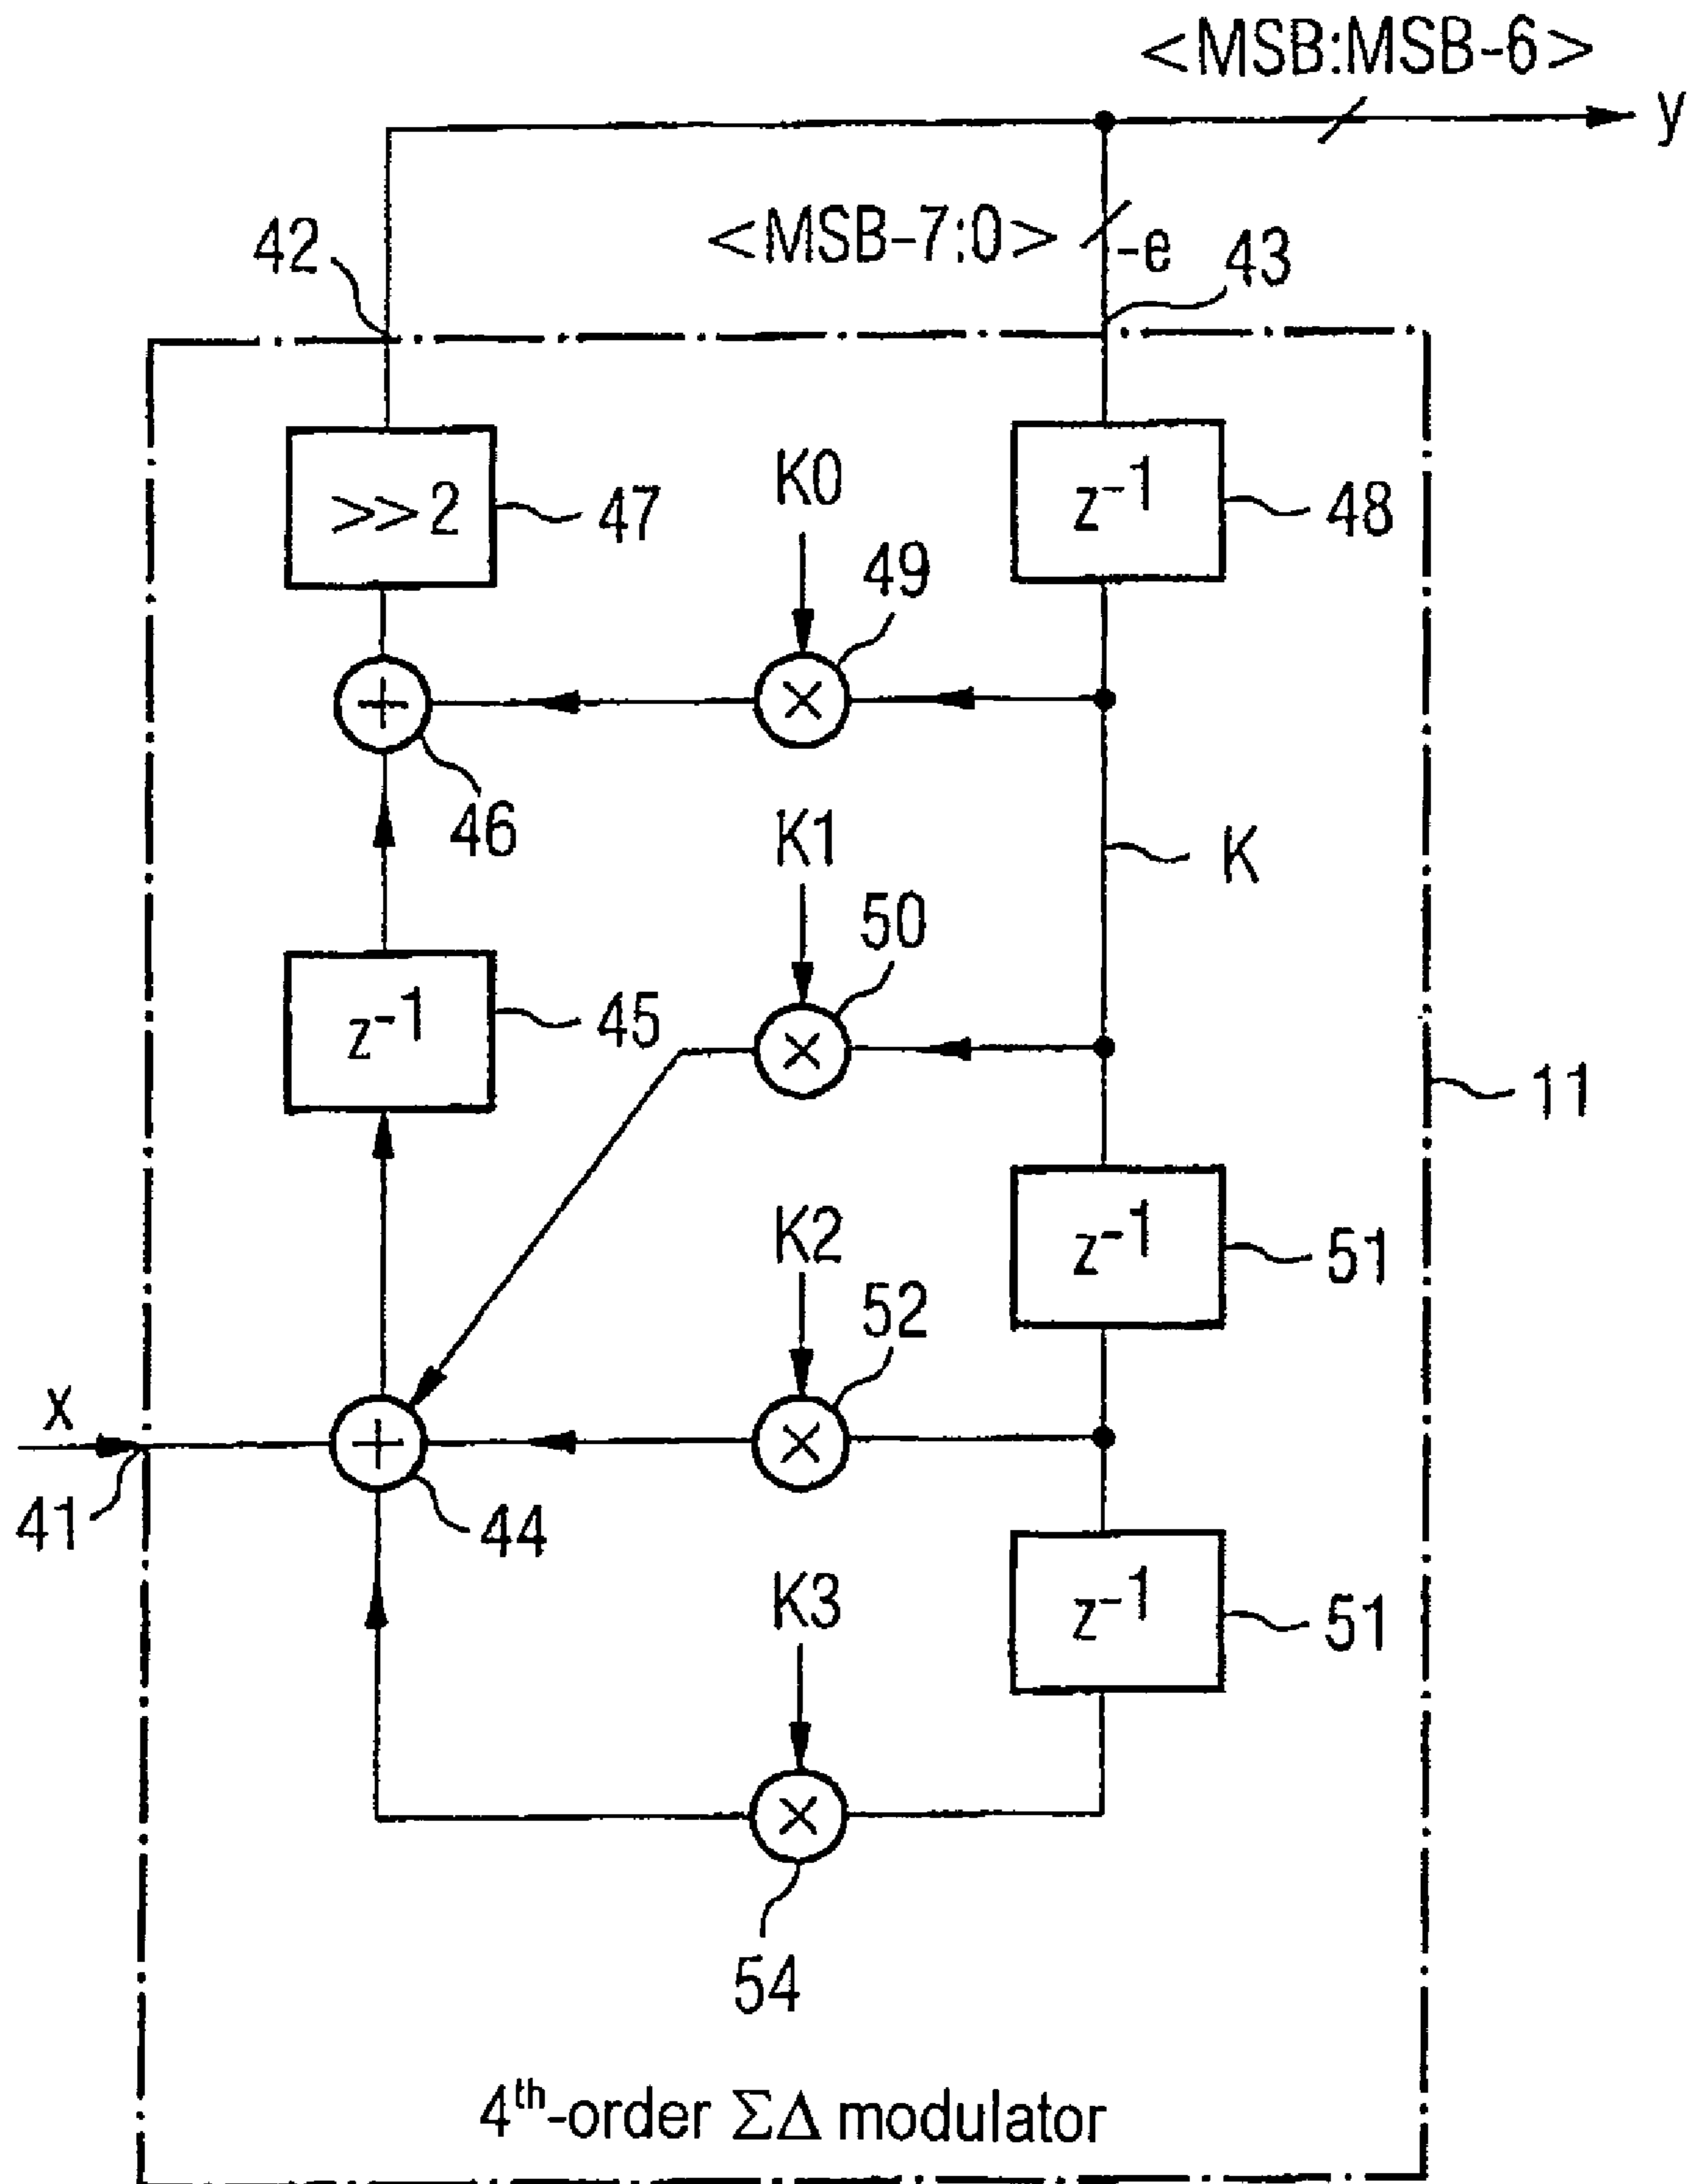 <MSB:MSB-6>
y
<MSB-7:0>
-e
42
43
>>2
47
K0
z⁻¹
48
49
+
×
46
K1
K
z⁻¹
45
50
×
11
K2
z⁻¹
51
52
x
41
+
44
×
K3
z⁻¹
51
×
54
4th-order ΣΔ modulator